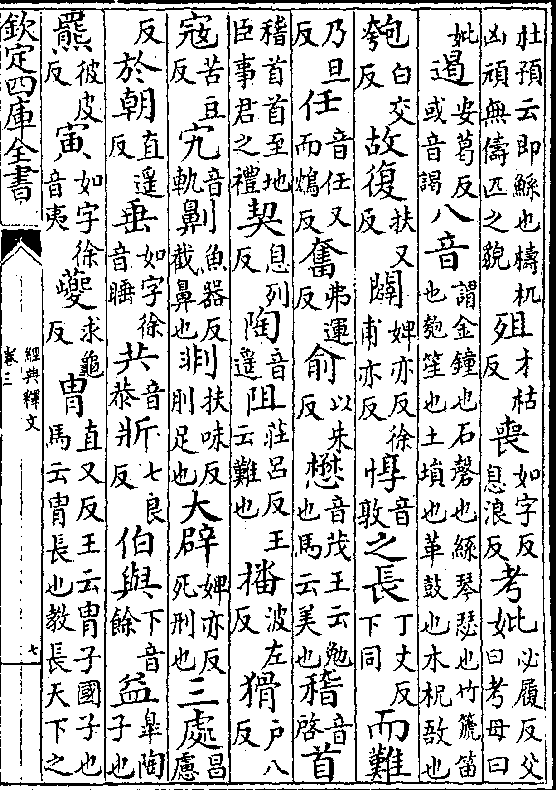 杜預云即鯀也檮杌凶頑無儔匹之貌殂才枯反喪如字反息浪反考妣必履反父曰考母曰
妣遏安葛反或音謁八音謂金鐘也石磬也絲琴瑟也竹篪笛也匏笙也土塤也革鼓也木柷敔也
匏白交反故復扶又反闢婢亦反徐甫亦反惇音敦之長丁丈反下同而難
乃旦反任音任又而鴆反奮弗運反俞以朱反懋音茂王云勉也馬云美也稽音啓首
稽首首至地臣事君之禮契息列反陶音遥阻莊呂反王云難也播波左反猾戶八反
寇苦豆反宄音軌劓魚器反截鼻也剕扶味反刖足也大辟婢亦反死刑也三處昌慮
反於朝直遥反垂如字徐音睡共音恭斨七良反伯與下音餘益皐陶子也
羆彼皮反寅如字徐音夷夔求龜反胄直又反王云胄子國子也馬云胄長也教長天下之
欽定四庫全書
經典釋文
卷三
七